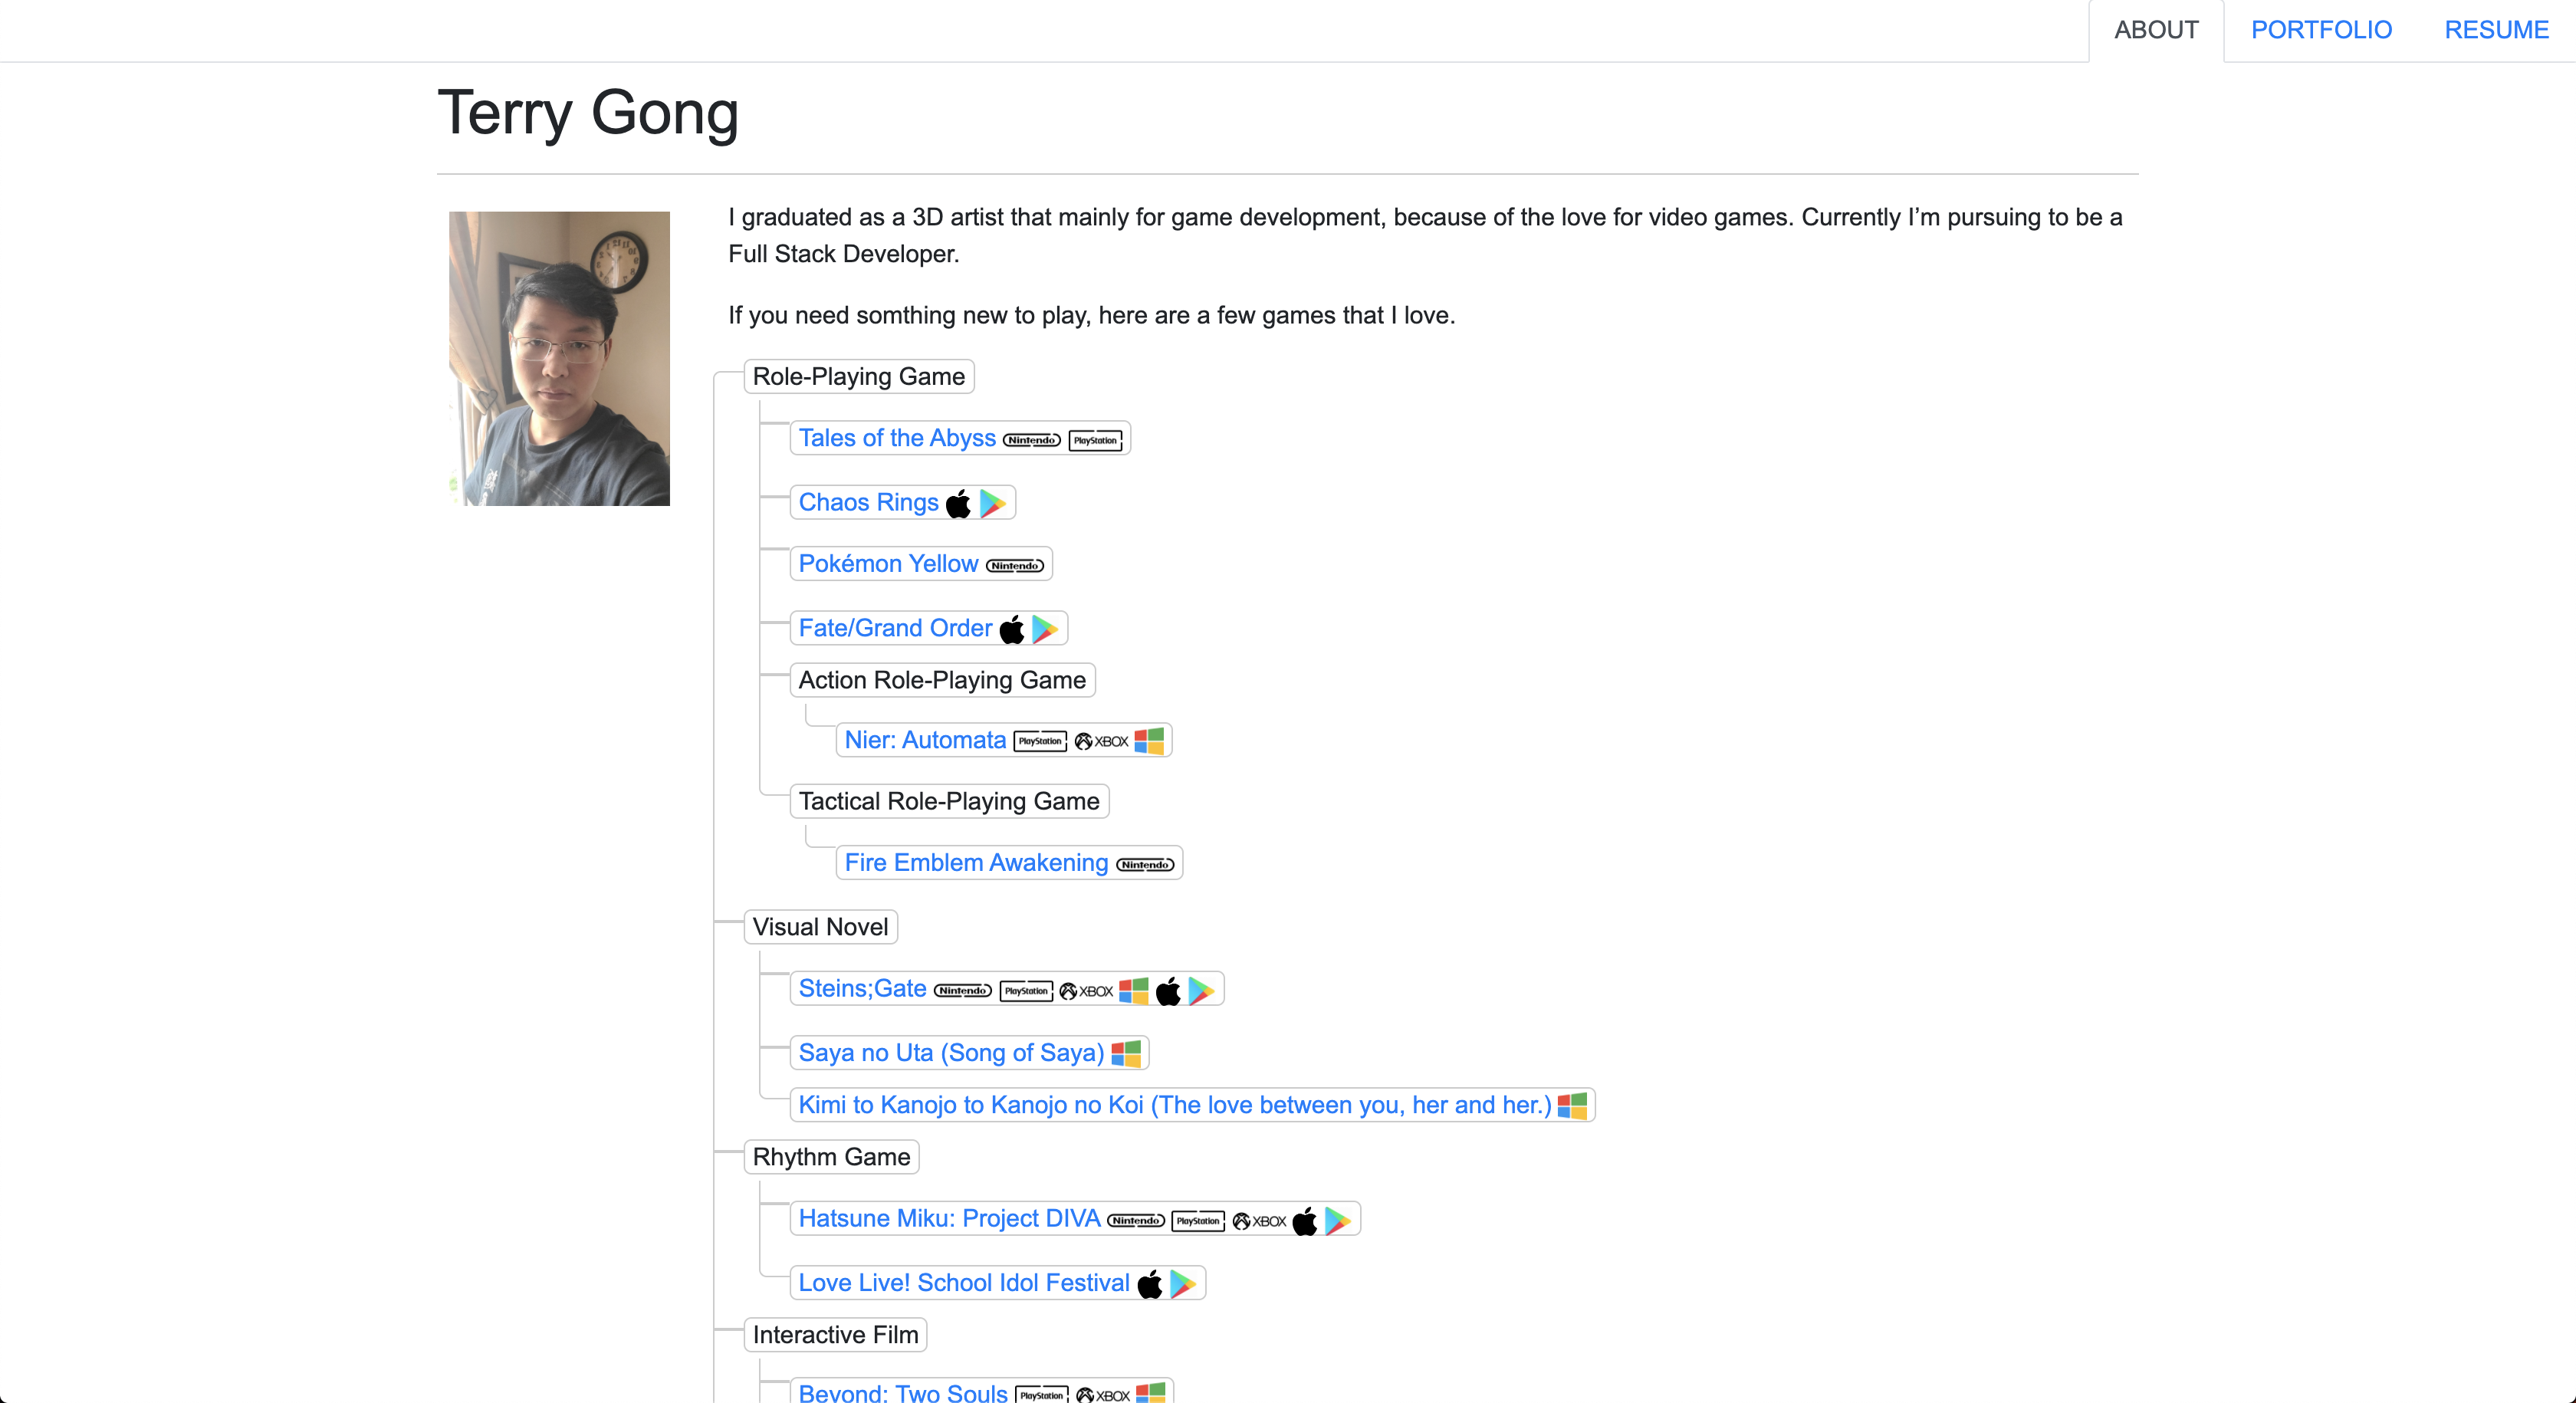 ABOUT PORTFOLIO RESUME
Terry Gong
I graduated as a 3D artist that mainly for game development, because of the love for video games. Currently I’m pursuing to be a
Full Stack Developer.
If you need somthing new to play, here are a few games that I love.
Role-Playing Game
Tales of the Abyss Nintendo PlayStation
Chaos Rings
Pokémon Yellow Nintendo
Fate/Grand Order
Action Role-Playing Game
Nier: Automata PlayStation XBOX
Tactical Role-Playing Game
Fire Emblem Awakening Nintendo
Visual Novel
Steins;Gate Nintendo PlayStation XBOX
Saya no Uta (Song of Saya)
Kimi to Kanojo to Kanojo no Koi (The love between you, her and her.)
Rhythm Game
Hatsune Miku: Project DIVA Nintendo PlayStation XBOX
Love Live! School Idol Festival
Interactive Film
Beyond: Two Souls PlayStation XBOX